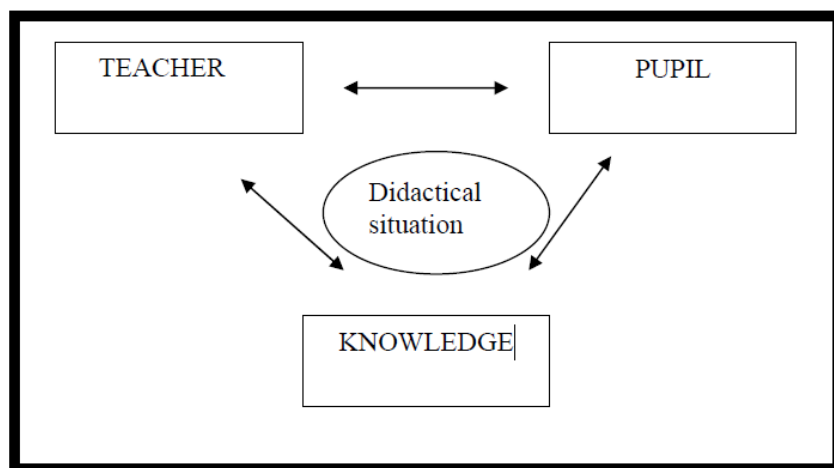 TEACHER
PUPIL
Didactical
situation
KNOWLEDGE